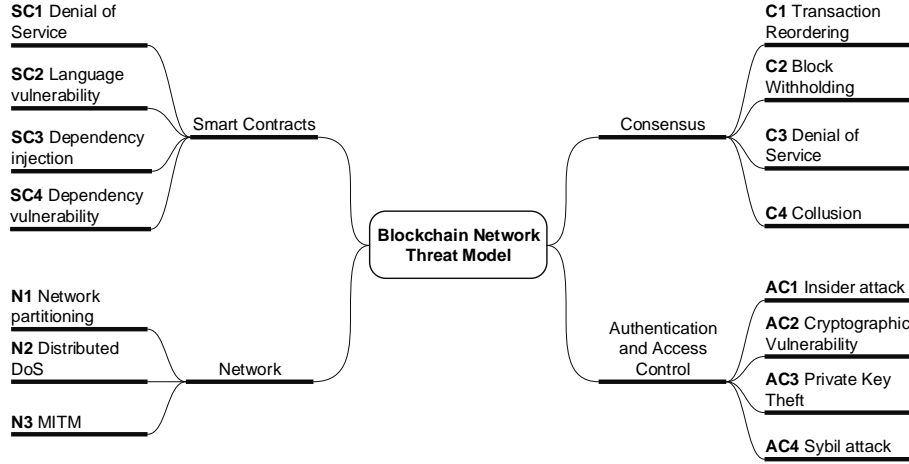 SC1 Denial of
Service
SC2 Language
vulnerability
SC3 Dependency
injection
SC4 Dependency
vulnerability
Smart Contracts
N1 Network
partitioning
N2 Distributed
DoS
N3 MITM
Network
Blockchain Network
Threat Model
Consensus
C1 Transaction
Reordering
C2 Block
Withholding
C3 Denial of
Service
C4 Collusion
Authentication
and Access
Control
AC1 Insider attack
AC2 Cryptographic
Vulnerability
AC3 Private Key
Theft
AC4 Sybil attack